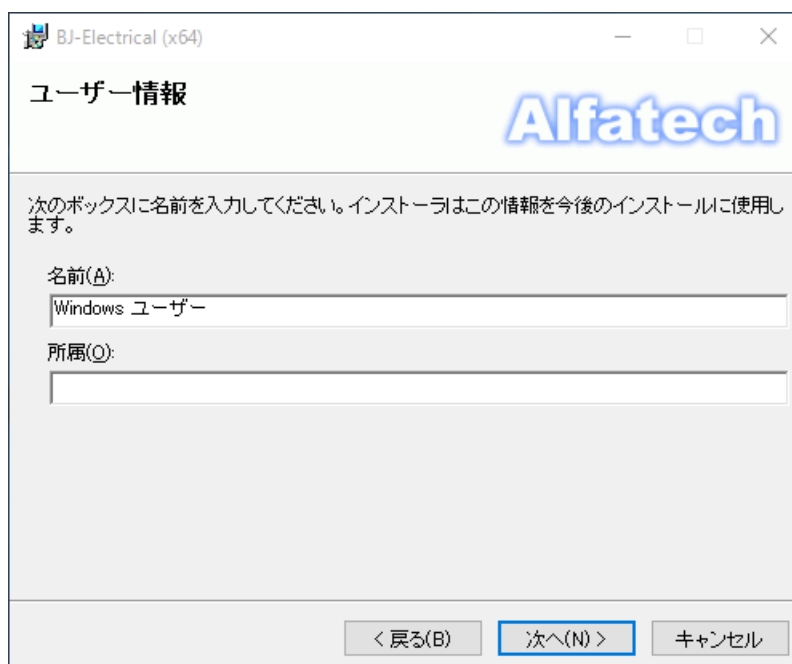 BJ-Electrical (x64)
ユーザー情報
Alfatech
次のボックスに名前を入力してください。インストーラはこの情報を今後のインストールに使用し
ます。
名前(A):
Windows ユーザー
所属(O):
< 戻る(B)
次へ(N) >
キャンセル